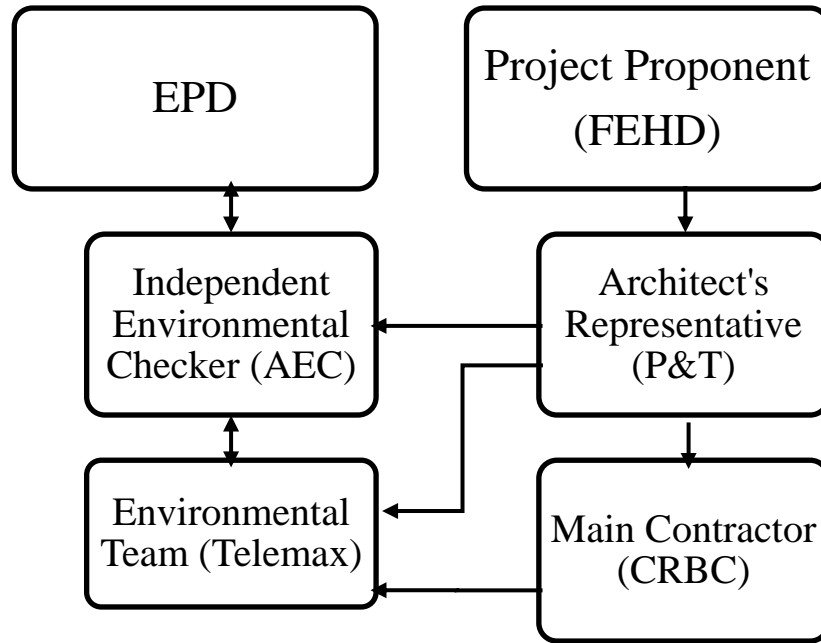 EPD
Project Proponent
(FEHD)
Independent
Environmental
Checker (AEC)
Architect's
Representative
(P&T)
Environmental
Team (Telemax)
Main Contractor
(CRBC)